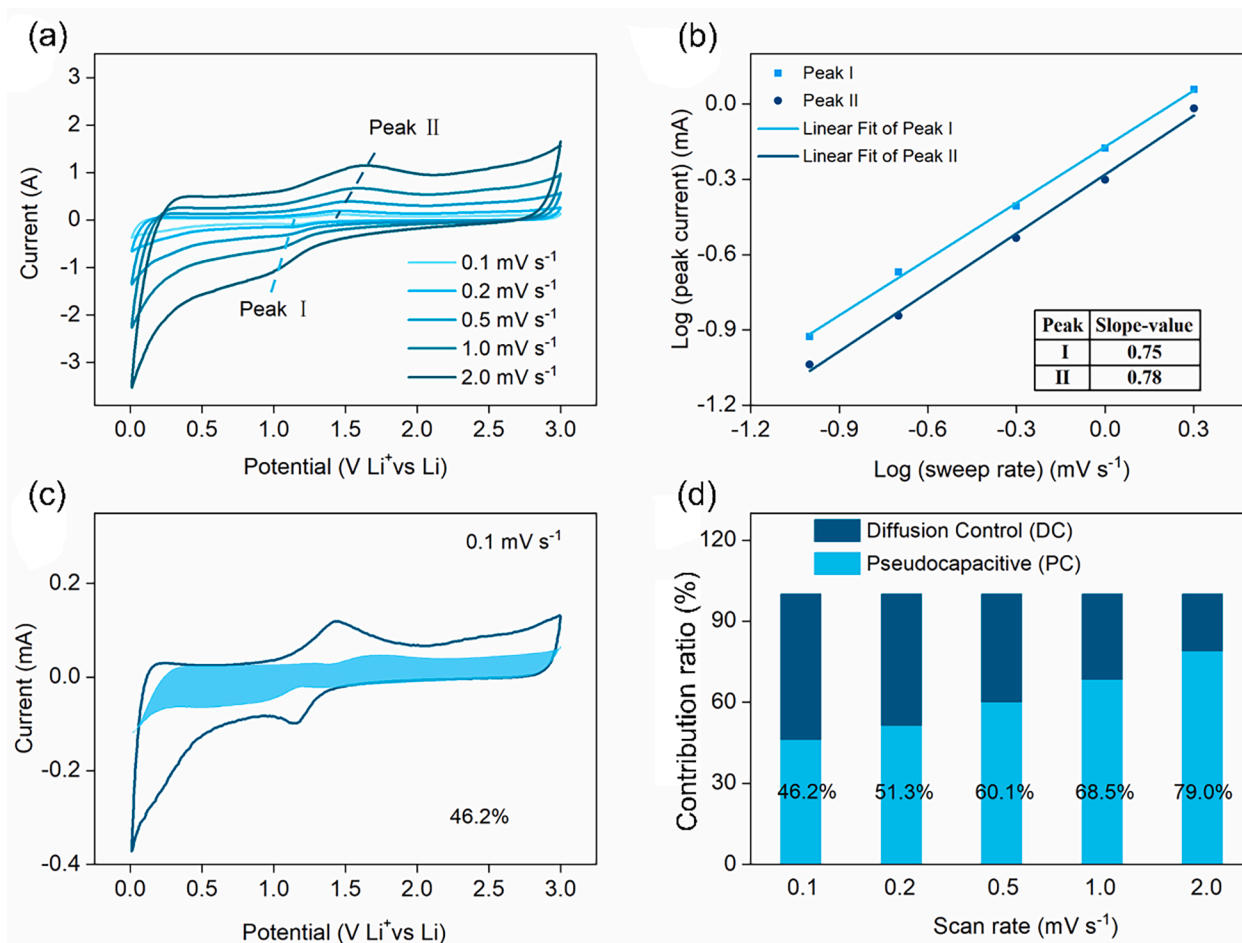 (a)
Current (A)
3
2
1
0
-1
-2
-3
Peak Ⅱ
Peak Ⅰ
0.1 mV s⁻¹
0.2 mV s⁻¹
0.5 mV s⁻¹
1.0 mV s⁻¹
2.0 mV s⁻¹
0.0 0.5 1.0 1.5 2.0 2.5 3.0
Potential (V Li⁺vs Li)
(b)
Log (peak current) (mA)
0.0
-0.3
-0.6
-0.9
-1.2
Peak I
Peak II
Linear Fit of Peak I
Linear Fit of Peak II
Peak Slope-value
I 0.75
II 0.78
-1.2 -0.9 -0.6 -0.3 0.0 0.3
Log (sweep rate) (mV s⁻¹)
(c)
Current (mA)
0.2
0.0
-0.2
-0.4
0.1 mV s⁻¹
46.2%
0.0 0.5 1.0 1.5 2.0 2.5 3.0
Potential (V Li⁺vs Li)
(d)
Contribution ratio (%)
120
90
60
30
0
Diffusion Control (DC)
Pseudocapacitive (PC)
46.2% 51.3% 60.1% 68.5% 79.0%
0.1 0.2 0.5 1.0 2.0
Scan rate (mV s⁻¹)